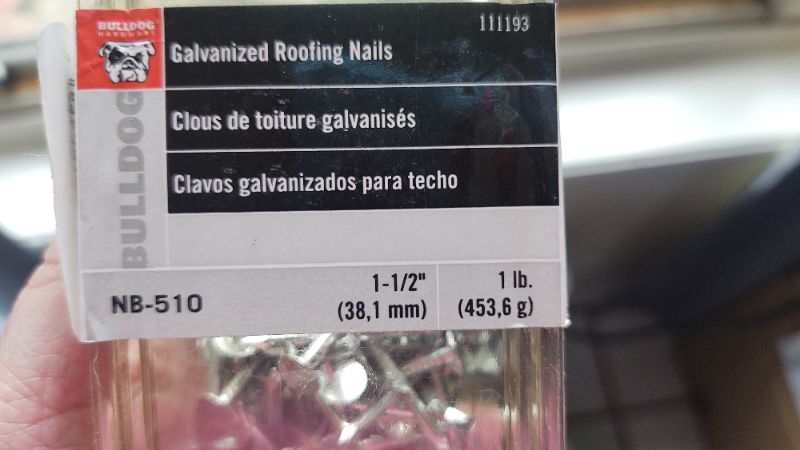 BULLDOG
HARDWARE
111193
Galvanized Roofing Nails
Clous de toiture galvanisés
Clavos galvanizados para techo
BULLDOG
NB-510
1-1/2" 1 lb.
(38,1 mm) (453,6 g)